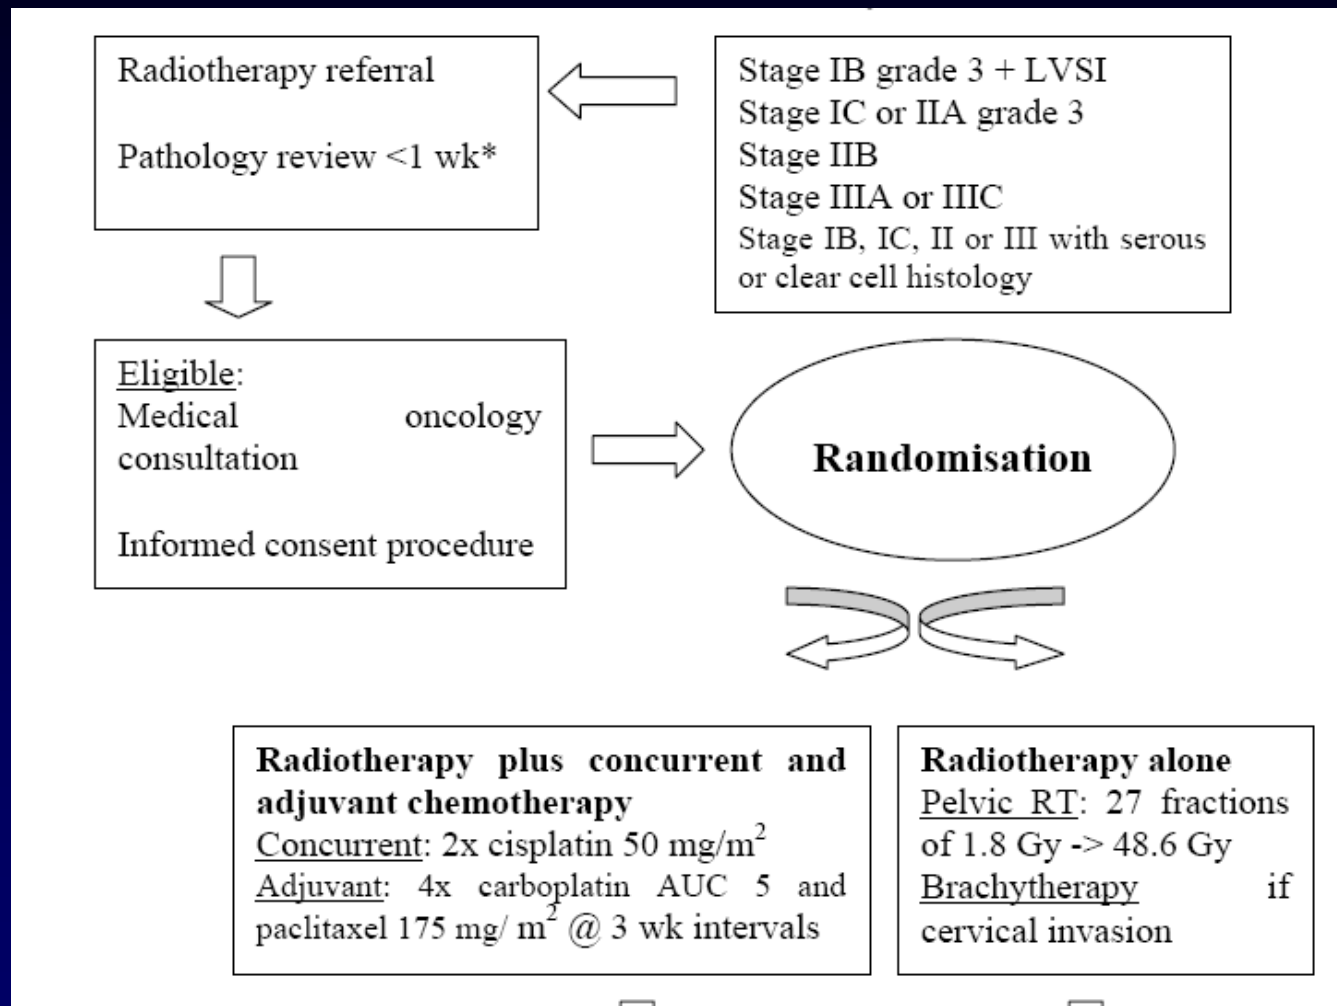 Radiotherapy referral
Pathology review <1 wk*
Stage IB grade 3 + LVSI
Stage IC or IIA grade 3
Stage IIB
Stage IIIA or IIIC
Stage IB, IC, II or III with serous
or clear cell histology
Eligible:
Medical oncology
consultation
Informed consent procedure
Randomisation
Radiotherapy plus concurrent and
adjuvant chemotherapy
Concurrent: 2x cisplatin 50 mg/m²
Adjuvant: 4x carboplatin AUC 5 and
paclitaxel 175 mg/ m² @ 3 wk intervals
Radiotherapy alone
Pelvic RT: 27 fractions
of 1.8 Gy -> 48.6 Gy
Brachytherapy if
cervical invasion